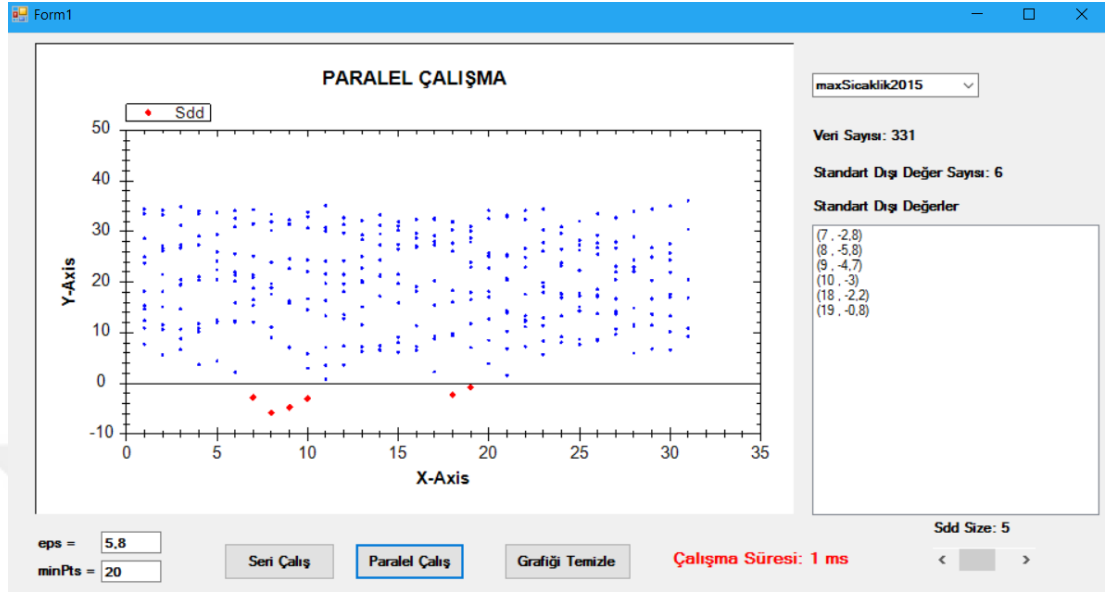 Form1
PARALEL ÇALIŞMA
Sdd
50
40
30
20
10
0
-10
Y-Axis
0 5 10 15 20 25 30 35
X-Axis
maxSicaklik2015
Veri Sayısı: 331
Standart Dışı Değer Sayısı: 6
Standart Dışı Değerler
(7 , -2,8)
(8 , -5,8)
(9 , -4,7)
(10 , -3)
(18 , -2,2)
(19 , -0,8)
Sdd Size: 5
eps = 5,8
minPts = 20
Seri Çalış
Paralel Çalış
Grafiği Temizle
Çalışma Süresi: 1 ms